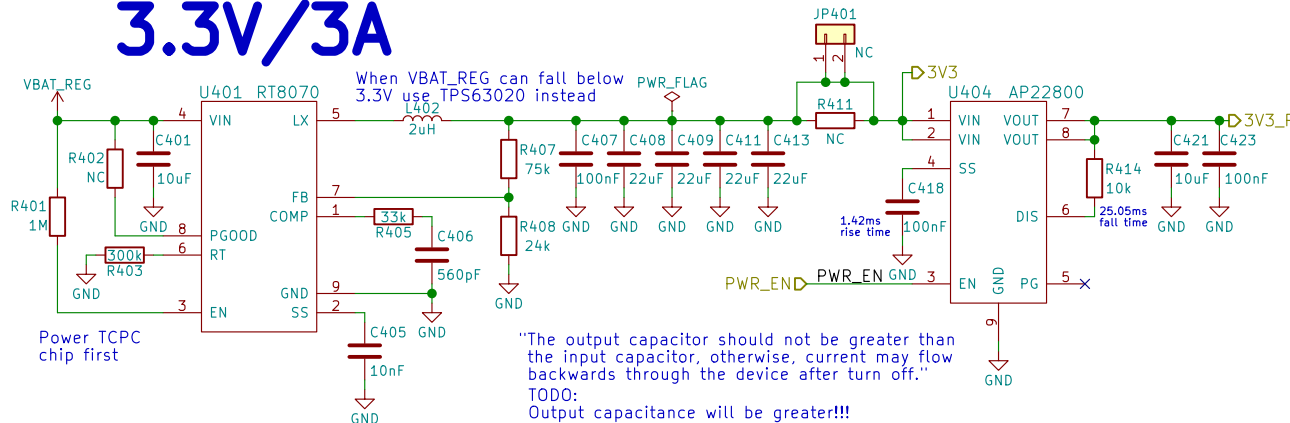 3.3V/3A
VBAT_REG
When VBAT_REG can fall below
3.3V use TPS63020 instead
PWR_FLAG
JP401
1
2
NC
3V3
U401 RT8070
4 VIN
LX 5
L402
2uH
R411
NC
U404 AP22800
1 VIN
2 VIN
4 SS
VOUT 7
VOUT 8
3V3_P
R402
NC
C401
10uF
GND
R407
75k
C407
100nF
GND
C408
22uF
GND
C409
22uF
GND
C411
22uF
GND
C413
22uF
GND
R414
10k
C421
10uF
GND
C423
100nF
GND
R401
1M
FB 7
COMP 1
33k
R405
C406
560pF
R408
24k
GND
C418
100nF
1.42ms
rise time
GND
DIS 6
25.05ms
fall time
8 PGOOD
6 RT
300k
R403
GND
GND 9
SS 2
GND
3 EN
PWR_EN
PWR_EN
3 EN
GND
9
PG 5
GND
Power TCPC
chip first
C405
10nF
GND
"The output capacitor should not be greater than
the input capacitor, otherwise, current may flow
backwards through the device after turn off."
TODO:
Output capacitance will be greater!!!